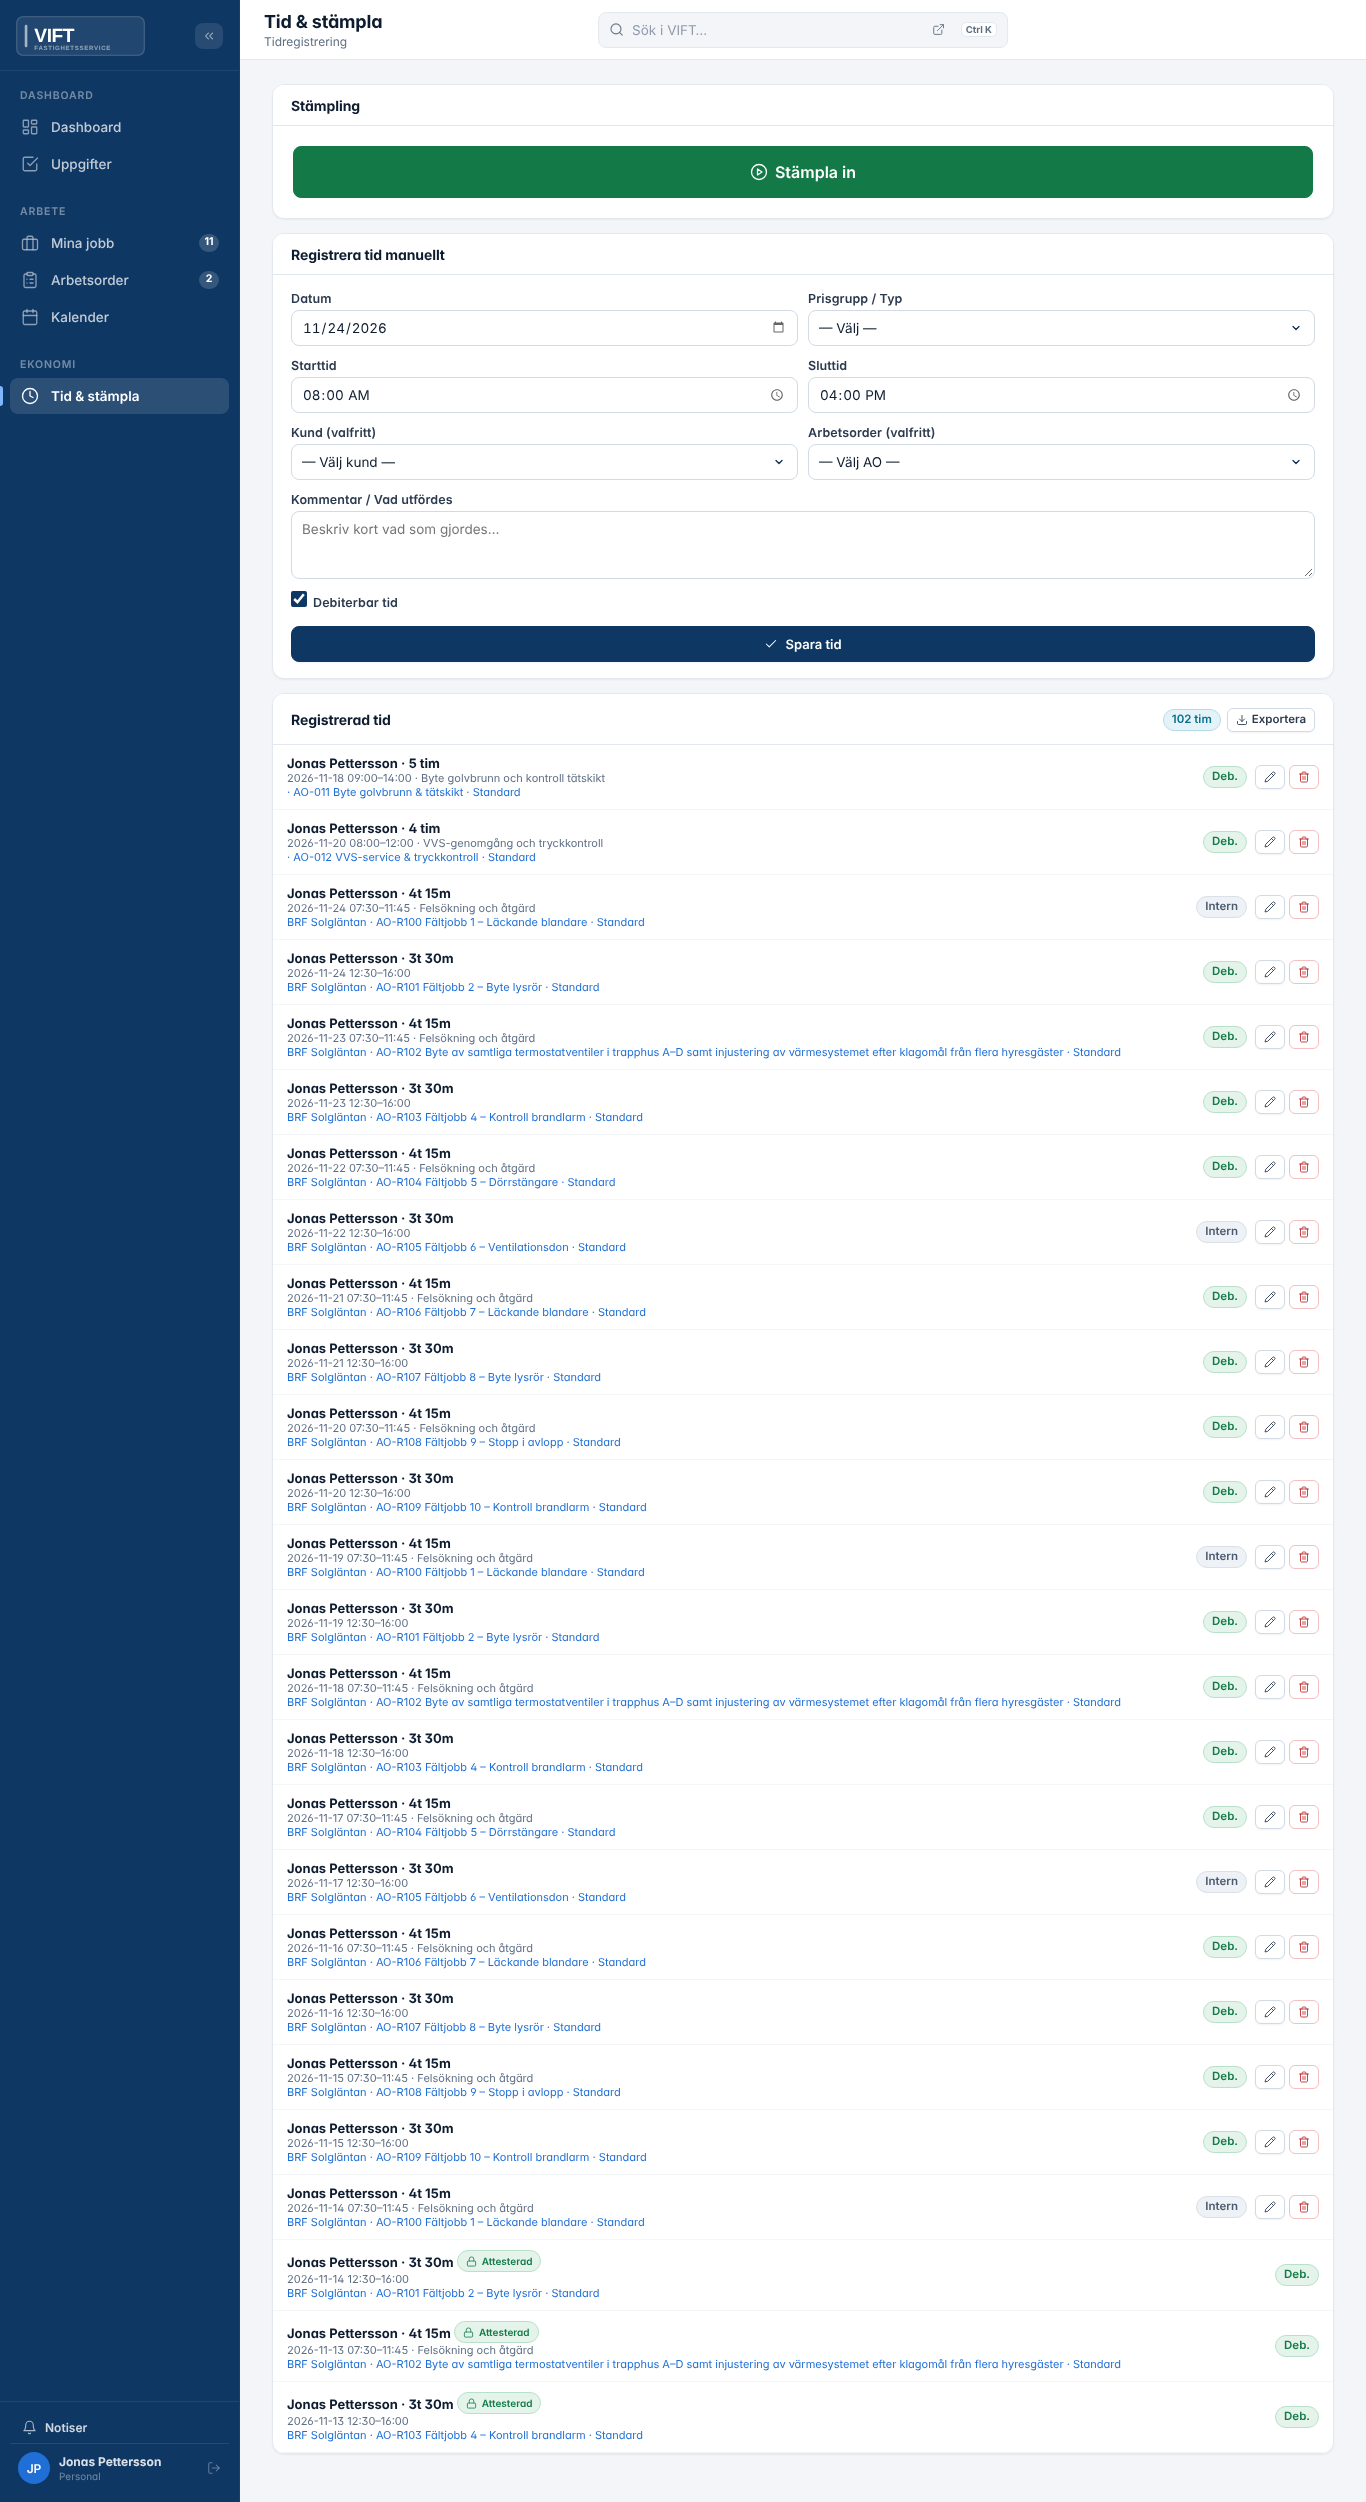 VIFT
FASTIGHETSSERVICE
DASHBOARD
Dashboard
Uppgifter
ARBETE
Mina jobb 11
Arbetsorder 2
Kalender
EKONOMI
Tid & stämpla
Notiser
JP
Jonas Pettersson
Personal
Tid & stämpla
Tidregistrering
Sök i VIFT...
Ctrl K
Stämpling
Stämpla in
Registrera tid manuellt
Datum
Prisgrupp / Typ
11/24/2026
— Välj —
Starttid
Sluttid
08:00 AM
04:00 PM
Kund (valfritt)
Arbetsorder (valfritt)
— Välj kund —
— Välj AO —
Kommentar / Vad utfördes
Beskriv kort vad som gjordes...
Debiterbar tid
Spara tid
Registrerad tid
102 tim
Exportera
Jonas Pettersson · 5 tim
2026-11-18 09:00–14:00 · Byte golvbrunn och kontroll tätskikt
· AO-011 Byte golvbrunn & tätskikt · Standard
Deb.
Jonas Pettersson · 4 tim
2026-11-20 08:00–12:00 · VVS-genomgång och tryckkontroll
· AO-012 VVS-service & tryckkontroll · Standard
Deb.
Jonas Pettersson · 4t 15m
2026-11-24 07:30–11:45 · Felsökning och åtgärd
BRF Solgläntan · AO-R100 Fältjobb 1 – Läckande blandare · Standard
Intern
Jonas Pettersson · 3t 30m
2026-11-24 12:30–16:00
BRF Solgläntan · AO-R101 Fältjobb 2 – Byte lysrör · Standard
Deb.
Jonas Pettersson · 4t 15m
2026-11-23 07:30–11:45 · Felsökning och åtgärd
BRF Solgläntan · AO-R102 Byte av samtliga termostatventiler i trapphus A–D samt injustering av värmesystemet efter klagomål från flera hyresgäster · Standard
Deb.
Jonas Pettersson · 3t 30m
2026-11-23 12:30–16:00
BRF Solgläntan · AO-R103 Fältjobb 4 – Kontroll brandlarm · Standard
Deb.
Jonas Pettersson · 4t 15m
2026-11-22 07:30–11:45 · Felsökning och åtgärd
BRF Solgläntan · AO-R104 Fältjobb 5 – Dörrstängare · Standard
Deb.
Jonas Pettersson · 3t 30m
2026-11-22 12:30–16:00
BRF Solgläntan · AO-R105 Fältjobb 6 – Ventilationsdon · Standard
Intern
Jonas Pettersson · 4t 15m
2026-11-21 07:30–11:45 · Felsökning och åtgärd
BRF Solgläntan · AO-R106 Fältjobb 7 – Läckande blandare · Standard
Deb.
Jonas Pettersson · 3t 30m
2026-11-21 12:30–16:00
BRF Solgläntan · AO-R107 Fältjobb 8 – Byte lysrör · Standard
Deb.
Jonas Pettersson · 4t 15m
2026-11-20 07:30–11:45 · Felsökning och åtgärd
BRF Solgläntan · AO-R108 Fältjobb 9 – Stopp i avlopp · Standard
Deb.
Jonas Pettersson · 3t 30m
2026-11-20 12:30–16:00
BRF Solgläntan · AO-R109 Fältjobb 10 – Kontroll brandlarm · Standard
Deb.
Jonas Pettersson · 4t 15m
2026-11-19 07:30–11:45 · Felsökning och åtgärd
BRF Solgläntan · AO-R100 Fältjobb 1 – Läckande blandare · Standard
Intern
Jonas Pettersson · 3t 30m
2026-11-19 12:30–16:00
BRF Solgläntan · AO-R101 Fältjobb 2 – Byte lysrör · Standard
Deb.
Jonas Pettersson · 4t 15m
2026-11-18 07:30–11:45 · Felsökning och åtgärd
BRF Solgläntan · AO-R102 Byte av samtliga termostatventiler i trapphus A–D samt injustering av värmesystemet efter klagomål från flera hyresgäster · Standard
Deb.
Jonas Pettersson · 3t 30m
2026-11-18 12:30–16:00
BRF Solgläntan · AO-R103 Fältjobb 4 – Kontroll brandlarm · Standard
Deb.
Jonas Pettersson · 4t 15m
2026-11-17 07:30–11:45 · Felsökning och åtgärd
BRF Solgläntan · AO-R104 Fältjobb 5 – Dörrstängare · Standard
Deb.
Jonas Pettersson · 3t 30m
2026-11-17 12:30–16:00
BRF Solgläntan · AO-R105 Fältjobb 6 – Ventilationsdon · Standard
Intern
Jonas Pettersson · 4t 15m
2026-11-16 07:30–11:45 · Felsökning och åtgärd
BRF Solgläntan · AO-R106 Fältjobb 7 – Läckande blandare · Standard
Deb.
Jonas Pettersson · 3t 30m
2026-11-16 12:30–16:00
BRF Solgläntan · AO-R107 Fältjobb 8 – Byte lysrör · Standard
Deb.
Jonas Pettersson · 4t 15m
2026-11-15 07:30–11:45 · Felsökning och åtgärd
BRF Solgläntan · AO-R108 Fältjobb 9 – Stopp i avlopp · Standard
Deb.
Jonas Pettersson · 3t 30m
2026-11-15 12:30–16:00
BRF Solgläntan · AO-R109 Fältjobb 10 – Kontroll brandlarm · Standard
Deb.
Jonas Pettersson · 4t 15m
2026-11-14 07:30–11:45 · Felsökning och åtgärd
BRF Solgläntan · AO-R100 Fältjobb 1 – Läckande blandare · Standard
Intern
Jonas Pettersson · 3t 30m Attesterad
2026-11-14 12:30–16:00
BRF Solgläntan · AO-R101 Fältjobb 2 – Byte lysrör · Standard
Deb.
Jonas Pettersson · 4t 15m Attesterad
2026-11-13 07:30–11:45 · Felsökning och åtgärd
BRF Solgläntan · AO-R102 Byte av samtliga termostatventiler i trapphus A–D samt injustering av värmesystemet efter klagomål från flera hyresgäster · Standard
Deb.
Jonas Pettersson · 3t 30m Attesterad
2026-11-13 12:30–16:00
BRF Solgläntan · AO-R103 Fältjobb 4 – Kontroll brandlarm · Standard
Deb.